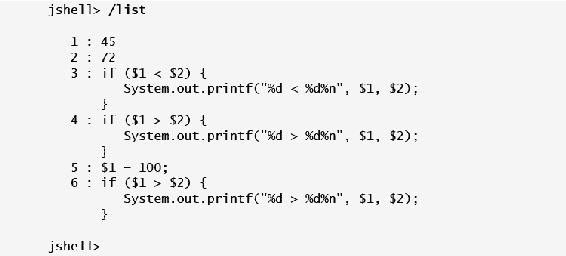 jshell> /list
1 : 45
2 : 72
3 : if ($1 < $2) {
System.out.printf("%d < %d%n", $1, $2);
}
4 : if ($1 > $2) {
System.out.printf("%d > %d%n", $1, $2);
}
5 : $1 = 100;
6 : if ($1 > $2) {
System.out.printf("%d > %d%n", $1, $2);
}
jshell>